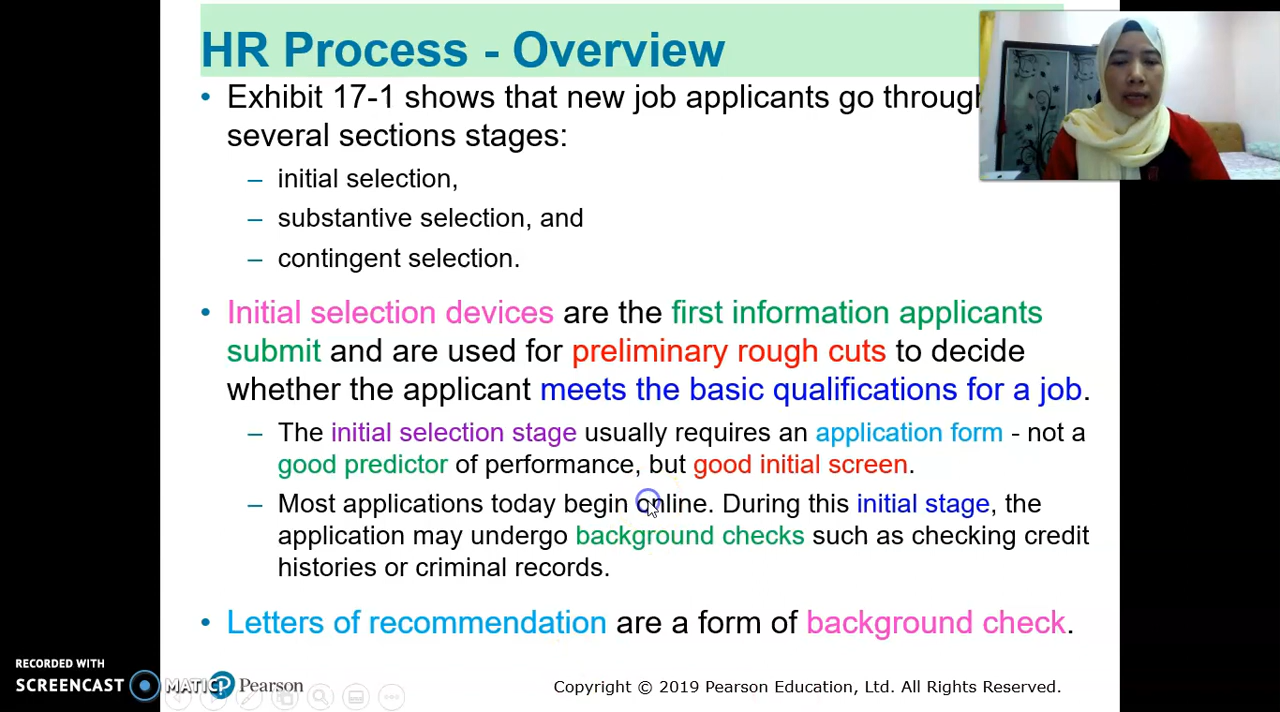 HR Process - Overview
• Exhibit 17-1 shows that new job applicants go through
several sections stages:
– initial selection,
– substantive selection, and
– contingent selection.
• Initial selection devices are the first information applicants
submit and are used for preliminary rough cuts to decide
whether the applicant meets the basic qualifications for a job.
– The initial selection stage usually requires an application form - not a
good predictor of performance, but good initial screen.
– Most applications today begin online. During this initial stage, the
application may undergo background checks such as checking credit
histories or criminal records.
• Letters of recommendation are a form of background check.
RECORDED WITH
SCREENCAST MATIC
Pearson
Copyright © 2019 Pearson Education, Ltd. All Rights Reserved.